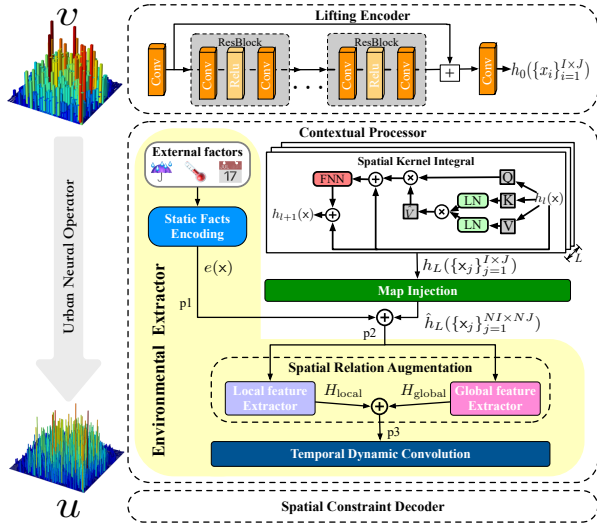 v
Urban Neural Operator
u
Lifting Encoder
Conv
ResBlock
Conv
Relu
Conv
. . .
ResBlock
Conv
Relu
Conv
+
Conv
h_0({x_i}_{i=1}^{I×J})
Contextual Processor
Environmental Extractor
External factors
17
Static Facts
Encoding
e(x)
p1
Spatial Kernel Integral
FNN
+
×
Q
LN
K
h_l(x)
h_{l+1}(x)
+
Ṽ
×
LN
V
L
h_L({x_j}_{j=1}^{I×J})
Map Injection
+
p2
ĥ_L({x_j}_{j=1}^{NI×NJ})
Spatial Relation Augmentation
Local feature
Extractor
H_local
+
H_global
Global feature
Extractor
p3
Temporal Dynamic Convolution
Spatial Constraint Decoder